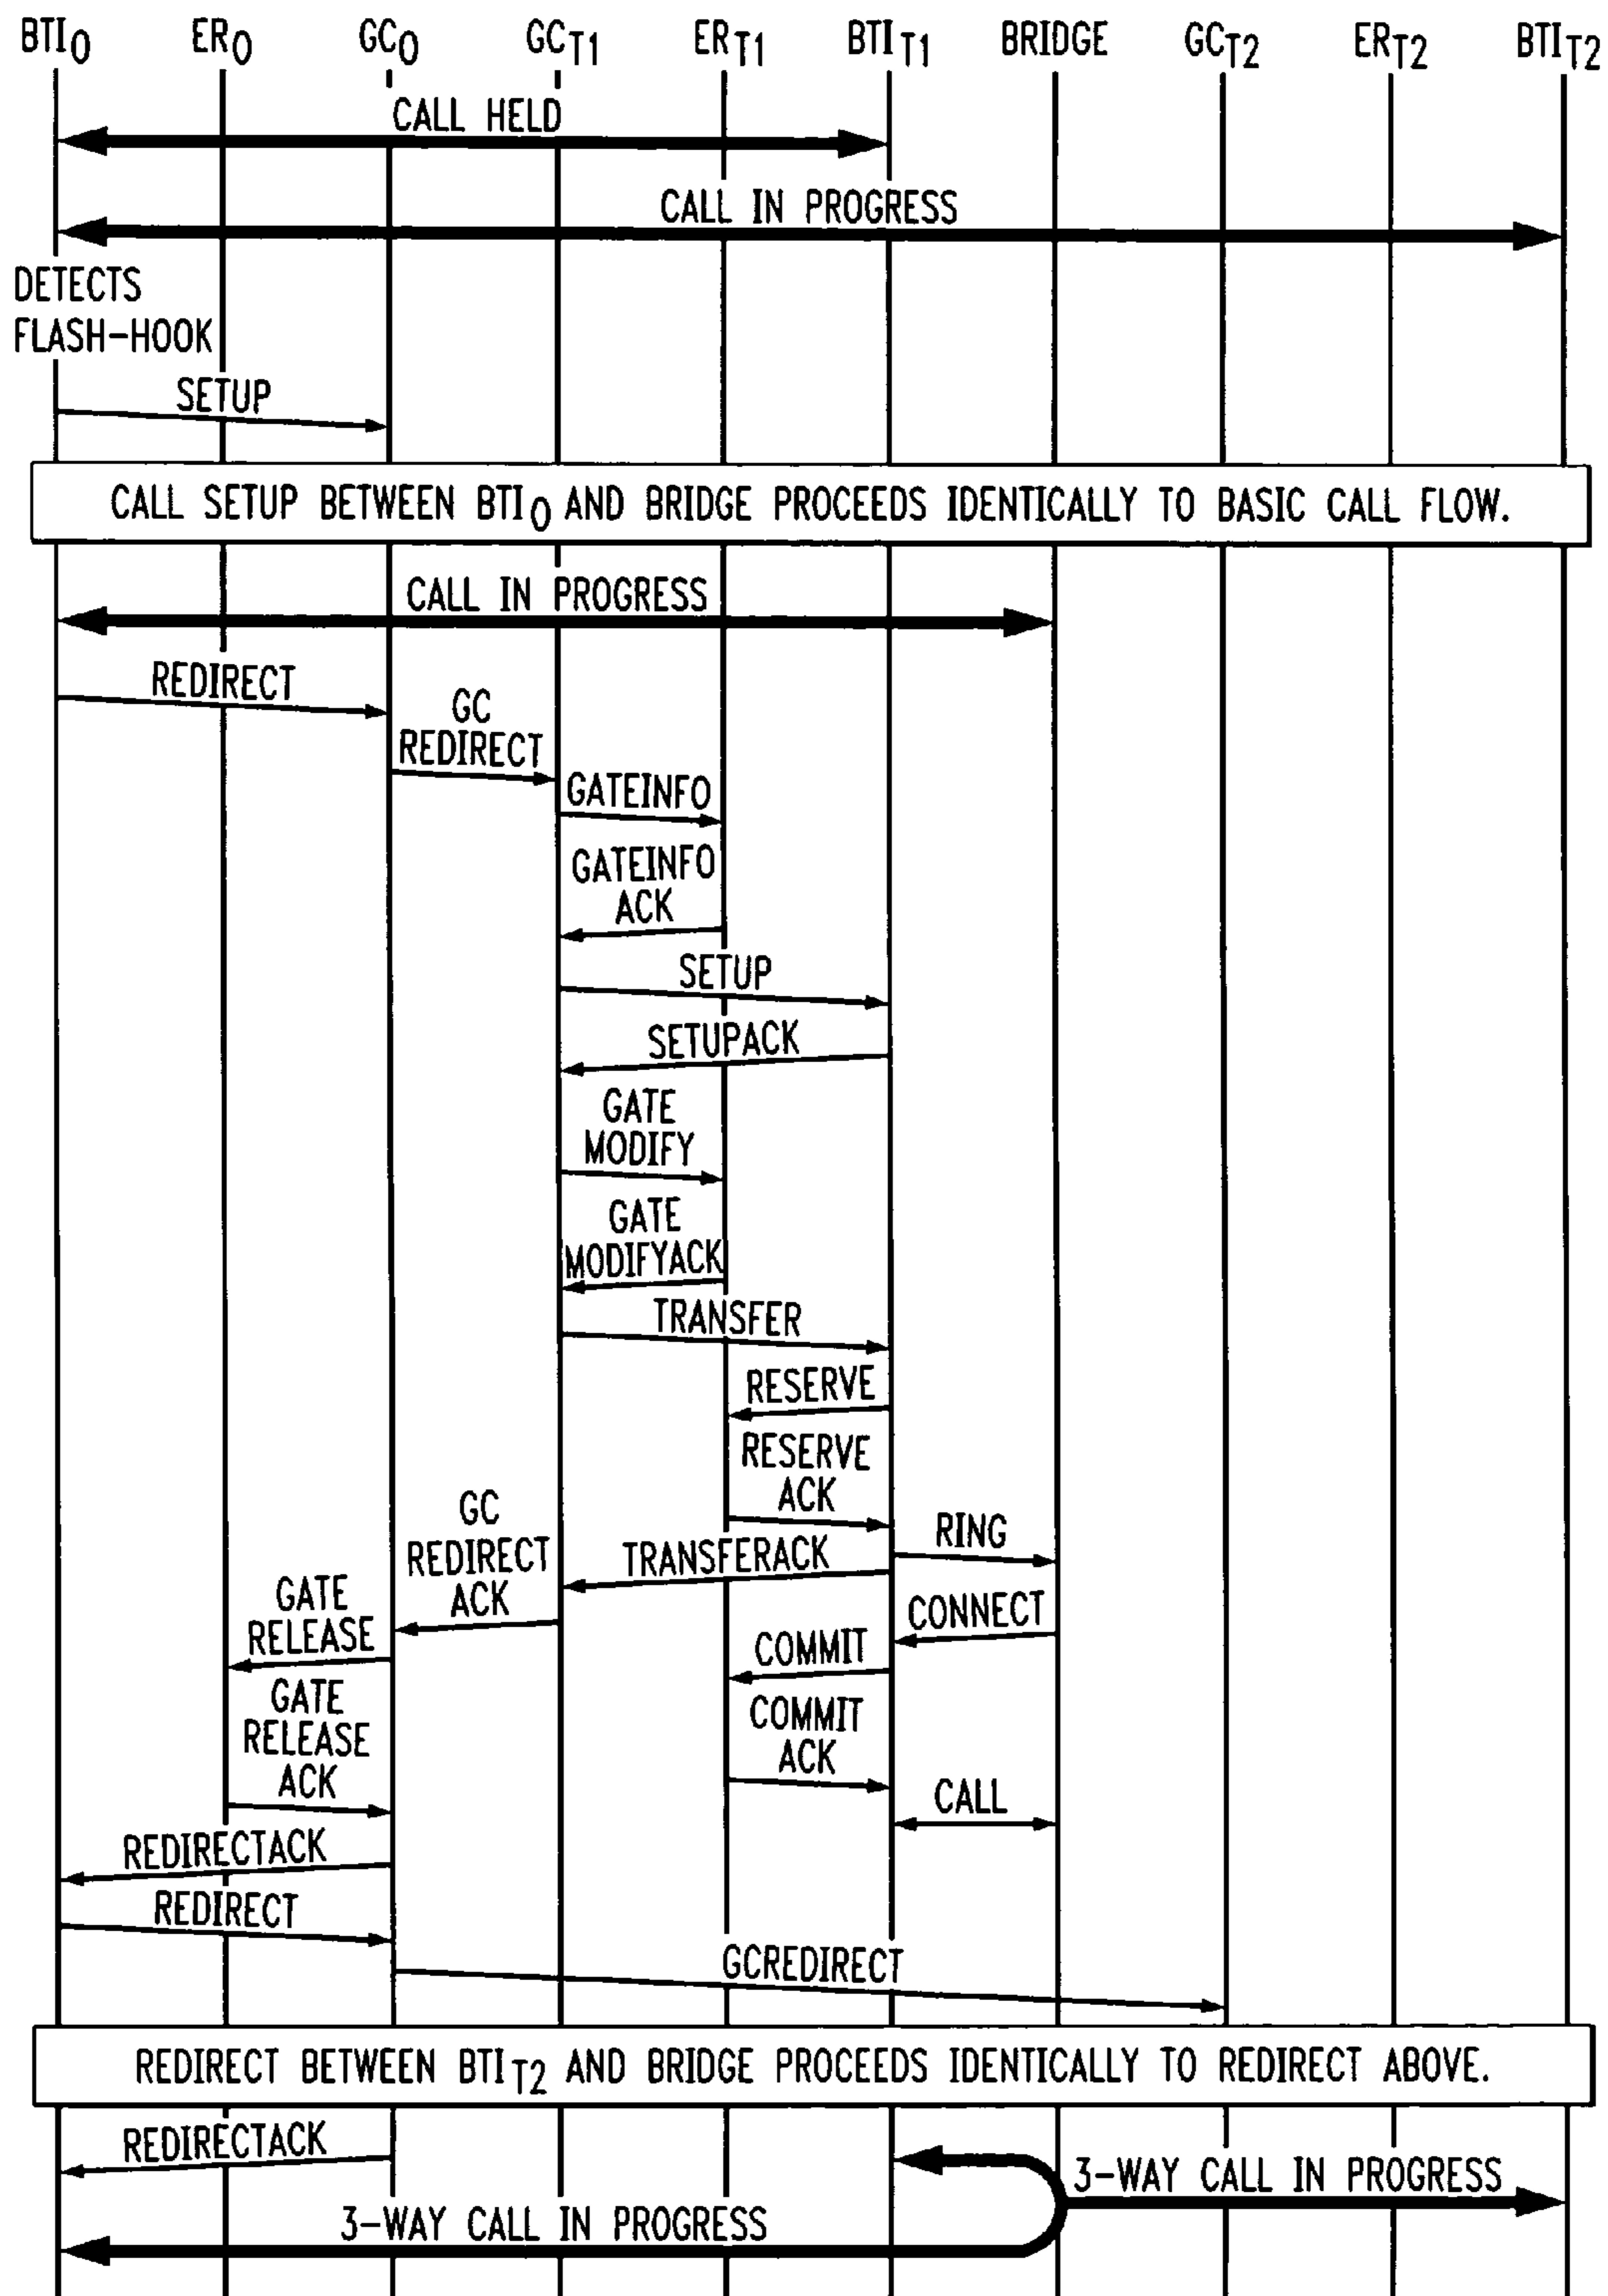 BTIO ERO GCO GCT1 ERT1 BTIT1 BRIDGE GCT2 ERT2 BTIT2
CALL HELD
CALL IN PROGRESS
DETECTS
FLASH-HOOK
SETUP
CALL SETUP BETWEEN BTIO AND BRIDGE PROCEEDS IDENTICALLY TO BASIC CALL FLOW.
CALL IN PROGRESS
REDIRECT
GC
REDIRECT
GATEINFO
GATEINFO
ACK
SETUP
SETUPACK
GATE
MODIFY
GATE
MODIFYACK
TRANSFER
RESERVE
RESERVE
ACK
RING
GC
REDIRECT
ACK
TRANSFERACK
GATE
RELEASE
CONNECT
COMMIT
GATE
RELEASE
ACK
COMMIT
ACK
CALL
REDIRECTACK
REDIRECT
GCREDIRECT
REDIRECT BETWEEN BTIT2 AND BRIDGE PROCEEDS IDENTICALLY TO REDIRECT ABOVE.
REDIRECTACK
3-WAY CALL IN PROGRESS
3-WAY CALL IN PROGRESS